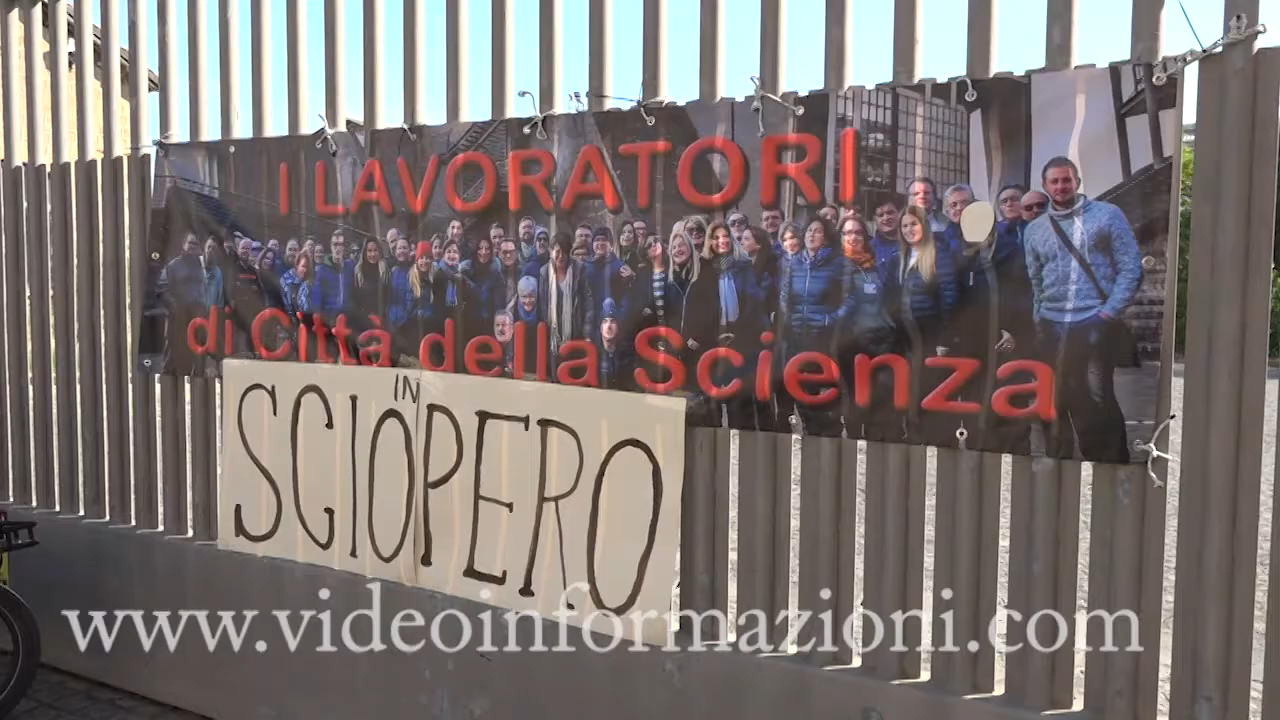 I LAVORATORI
di Città della Scienza
IN
SCIOPERO
www.videoinformazioni.com